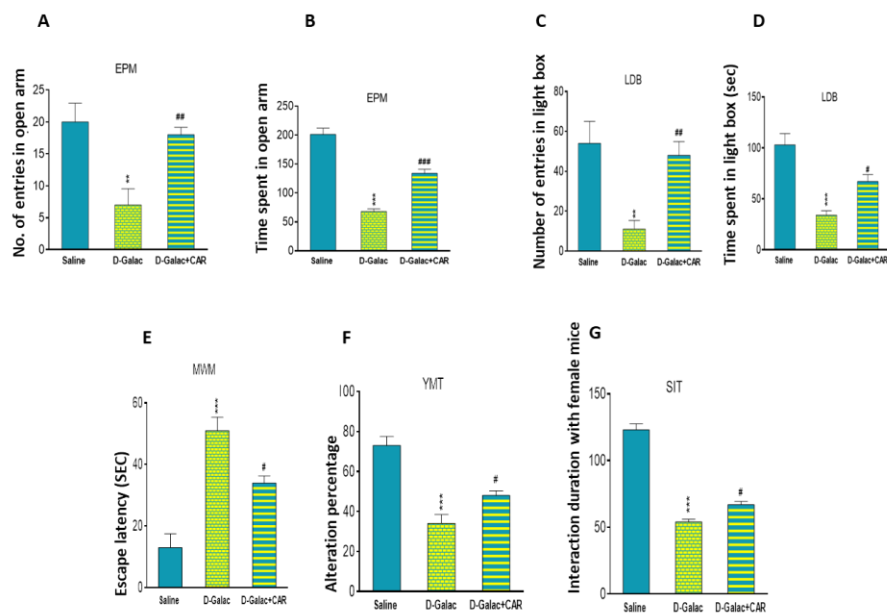 A
EPM
No. of entries in open arm
25
20
15
10
5
0
**
##
Saline
D-Galac
D-Galac+CAR
B
EPM
Time spent in open arm
250
200
150
100
50
0
***
###
Saline
D-Galac
D-Galac+CAR
C
LDB
Number of entries in light box
80
60
40
20
0
**
##
Saline
D-Galac
D-Galac+CAR
D
LDB
Time spent in light box (sec)
150
100
50
0
***
#
Saline
D-Galac
D-Galac+CAR
E
MWM
Escape latency (SEC)
60
40
20
0
***
#
Saline
D-Galac
D-Galac+CAR
F
YMT
Alteration percentage
100
80
60
40
20
0
***
#
Saline
D-Galac
D-Galac+CAR
G
SIT
Interaction duration with female mice
150
100
50
0
***
#
Saline
D-Galac
D-Galac+CAR